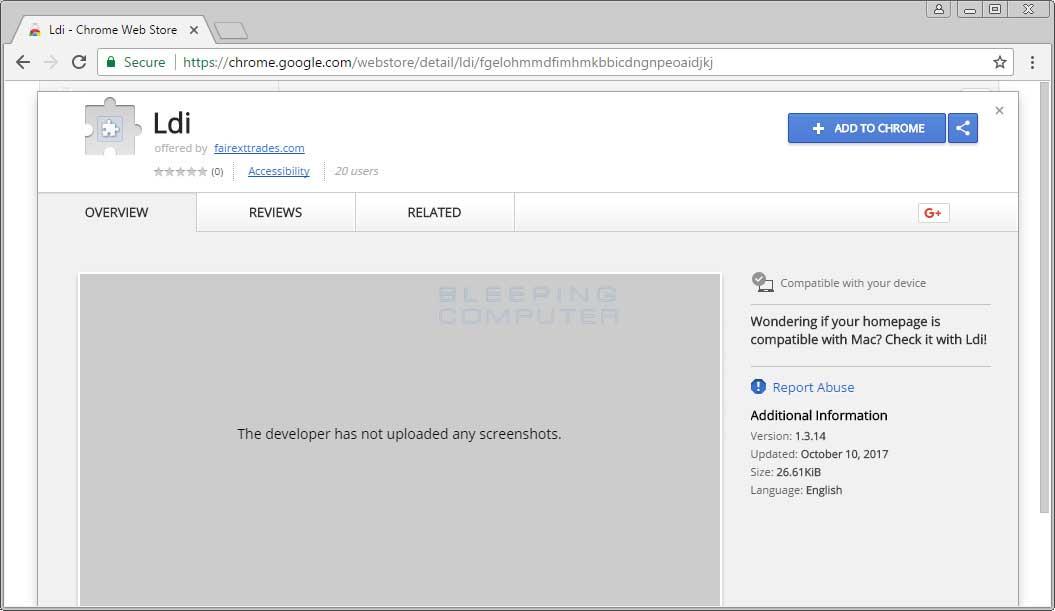 Ldi - Chrome Web Store
Secure https://chrome.google.com/webstore/detail/ldi/fgelohmmdfimhmkbbicdngnpeoaidjkj
Ldi
offered by fairexttrades.com
(0) Accessibility 20 users
ADD TO CHROME
OVERVIEW REVIEWS RELATED
G+
BLEEPING
COMPUTER
The developer has not uploaded any screenshots.
Compatible with your device
Wondering if your homepage is
compatible with Mac? Check it with Ldi!
Report Abuse
Additional Information
Version: 1.3.14
Updated: October 10, 2017
Size: 26.61KiB
Language: English